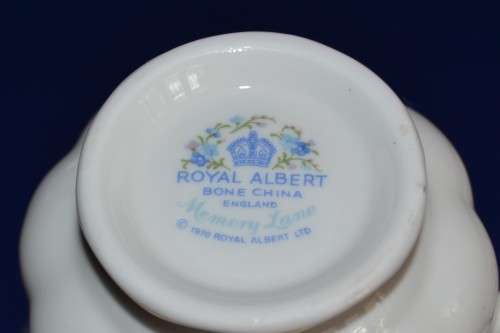 ROYAL ALBERT
BONE CHINA
ENGLAND
Memory Lane
© 1970 ROYAL ALBERT LTD